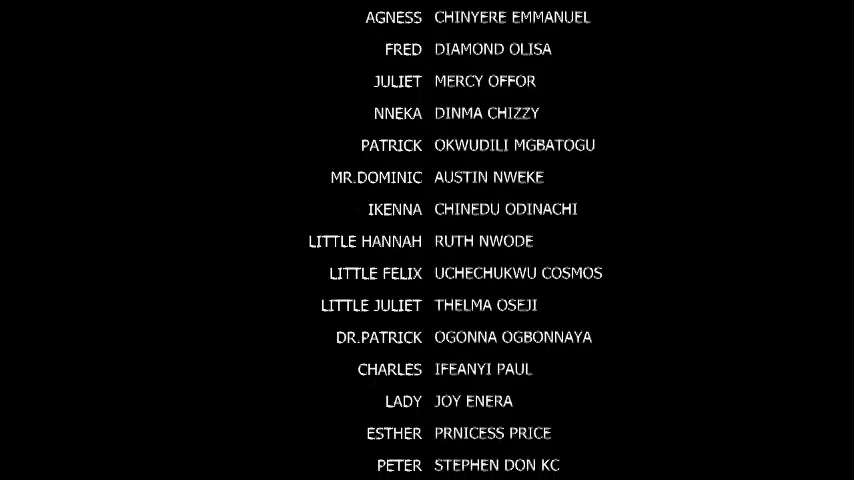 AGNESS CHINYERE EMMANUEL
FRED DIAMOND OLISA
JULIET MERCY OFFOR
NNEKA DINMA CHIZZY
PATRICK OKWUDILI MGBATOGU
MR.DOMINIC AUSTIN NWEKE
IKENNA CHINEDU ODINACHI
LITTLE HANNAH RUTH NWODE
LITTLE FELIX UCHECHUKWU COSMOS
LITTLE JULIET THELMA OSEJI
DR.PATRICK OGONNA OGBONNAYA
CHARLES IFEANYI PAUL
LADY JOY ENERA
ESTHER PRNICESS PRICE
PETER STEPHEN DON KC